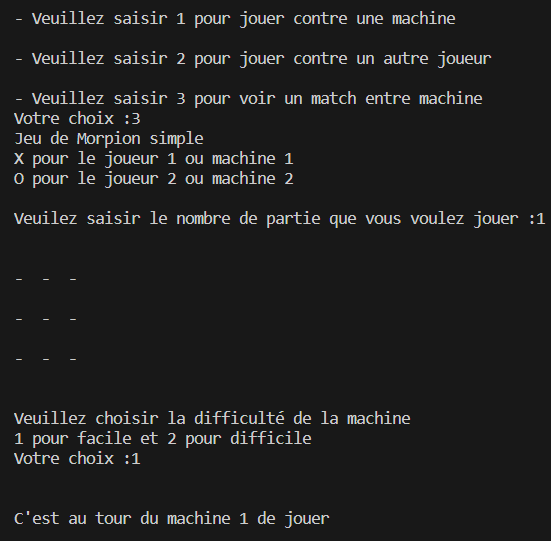 - Veuillez saisir 1 pour jouer contre une machine
- Veuillez saisir 2 pour jouer contre un autre joueur
- Veuillez saisir 3 pour voir un match entre machine
Votre choix :3
Jeu de Morpion simple
X pour le joueur 1 ou machine 1
O pour le joueur 2 ou machine 2
Veuilez saisir le nombre de partie que vous voulez jouer :1
- - -
- - -
- - -
Veuillez choisir la difficulté de la machine
1 pour facile et 2 pour difficile
Votre choix :1
C'est au tour du machine 1 de jouer